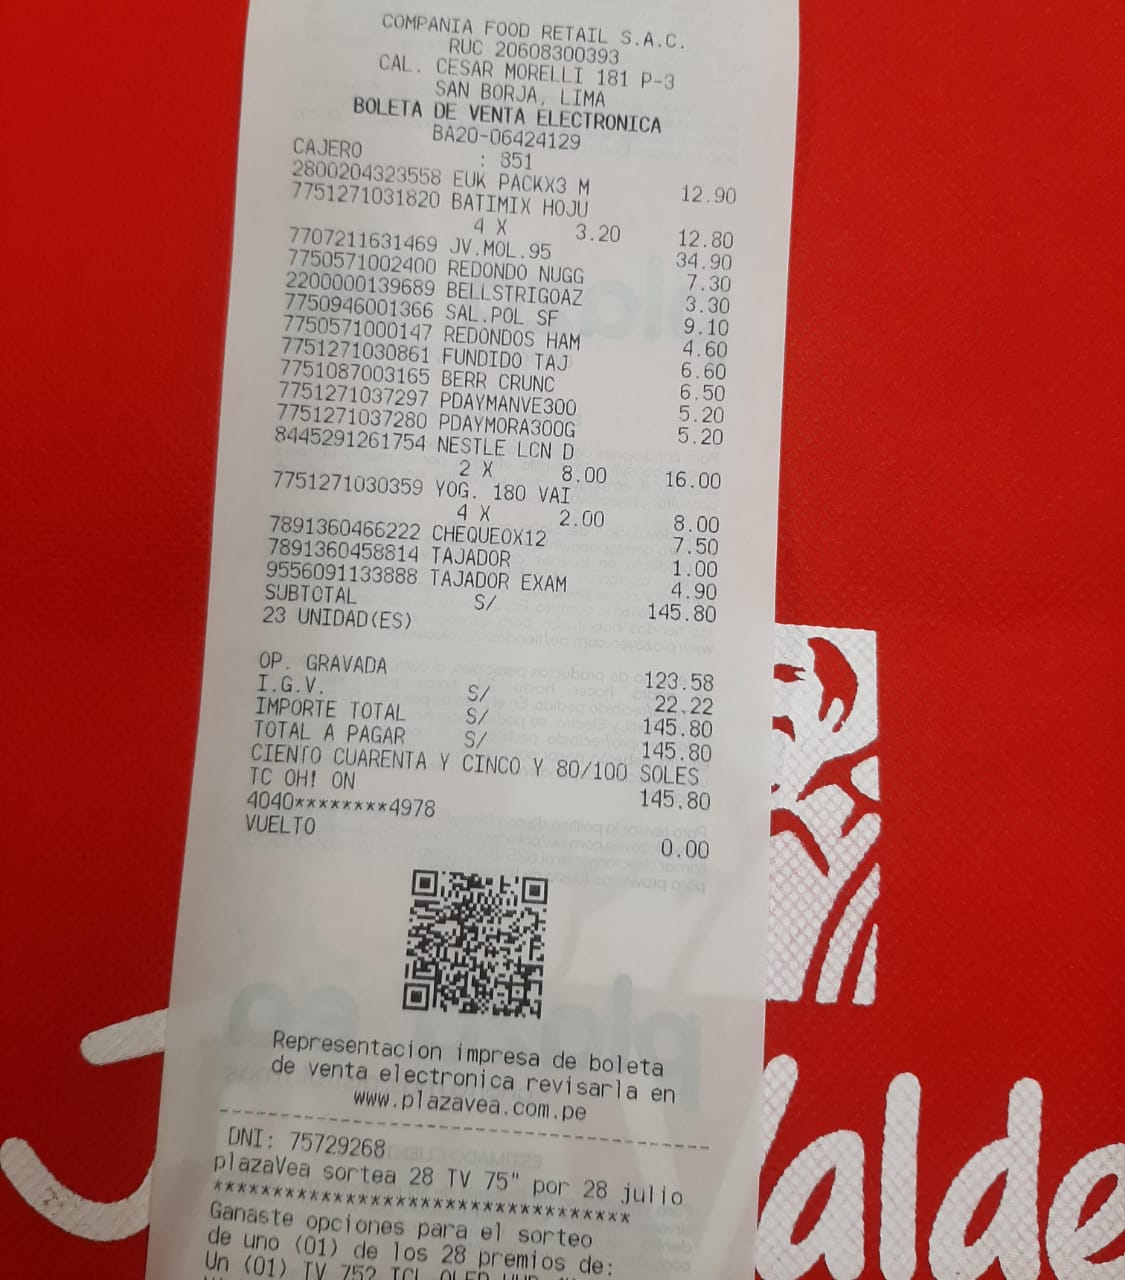 COMPANIA FOOD RETAIL S.A.C.
RUC 20608300393
CAL. CESAR MORELLI 181 P-3
SAN BORJA, LIMA
BOLETA DE VENTA ELECTRONICA
BA20-06424129
CAJERO : 851
2800204323558 EUK PACKX3 M 12.90
7751271031820 BATIMIX HOJU
4 X 3.20 12.80
7707211631469 JV.MOL.95 34.90
7750571002400 REDONDO NUGG 7.30
2200000139689 BELLSTRIGOAZ 3.30
7750946001366 SAL.POL SF 9.10
7750571000147 REDONDOS HAM 4.60
7751271030861 FUNDIDO TAJ 6.60
7751087003165 BERR CRUNC 6.50
7751271037297 PDAYMANVE300 5.20
7751271037280 PDAYMORA300G 5.20
8445291261754 NESTLE LCN D
2 X 8.00 16.00
7751271030359 YOG. 180 VAI
4 X 2.00 8.00
7891360466222 CHEQUEOX12 7.50
7891360458814 TAJADOR 1.00
9556091133888 TAJADOR EXAM 4.90
SUBTOTAL S/ 145.80
23 UNIDAD(ES)
OP. GRAVADA 123.58
I.G.V. S/ 22.22
IMPORTE TOTAL S/ 145.80
TOTAL A PAGAR S/ 145.80
CIENTO CUARENTA Y CINCO Y 80/100 SOLES
TC OH! ON 145.80
4040********4978
VUELTO 0.00
Representacion impresa de boleta
de venta electronica revisarla en
www.plazavea.com.pe
DNI: 75729268
plazaVea sortea 28 TV 75" por 28 julio
***********************************
Ganaste opciones para el sorteo
de uno (01) de los 28 premios de:
Un (01) TV 752 TCL QLED